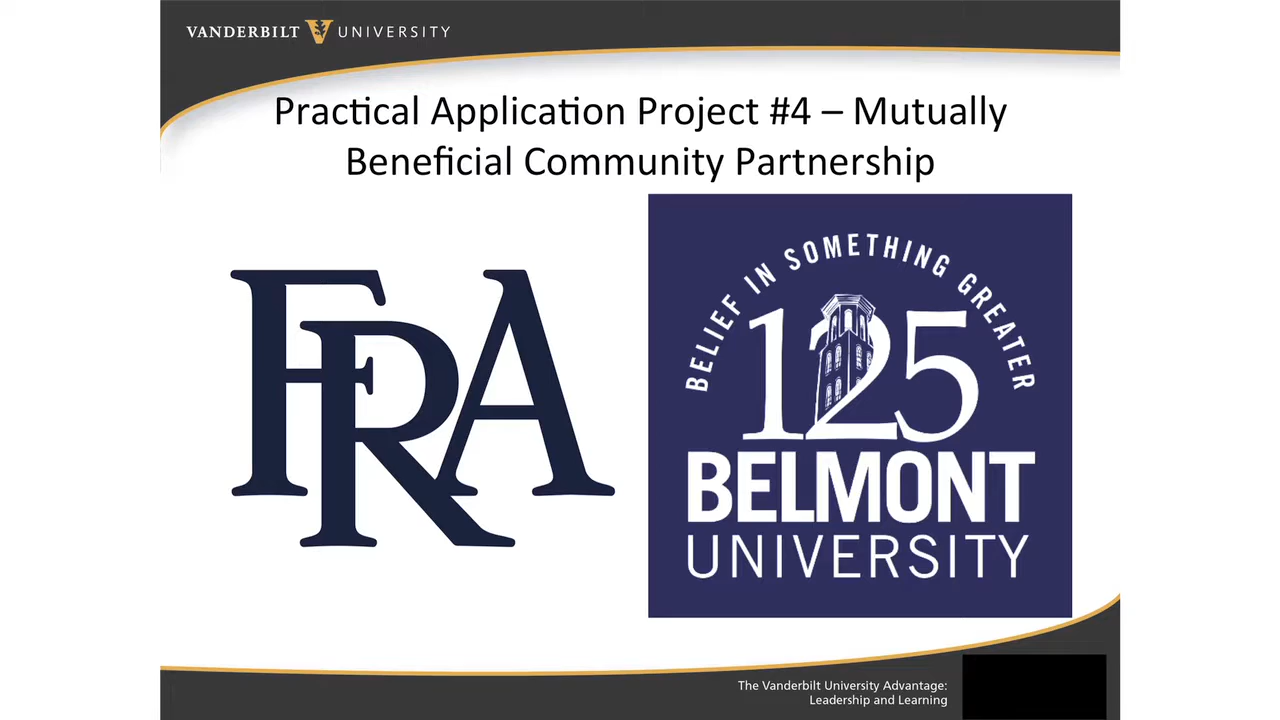 VANDERBILT V UNIVERSITY
Practical Application Project #4 – Mutually
Beneficial Community Partnership
FRA
BELIEF IN SOMETHING GREATER
125
BELMONT
UNIVERSITY
The Vanderbilt University Advantage:
Leadership and Learning